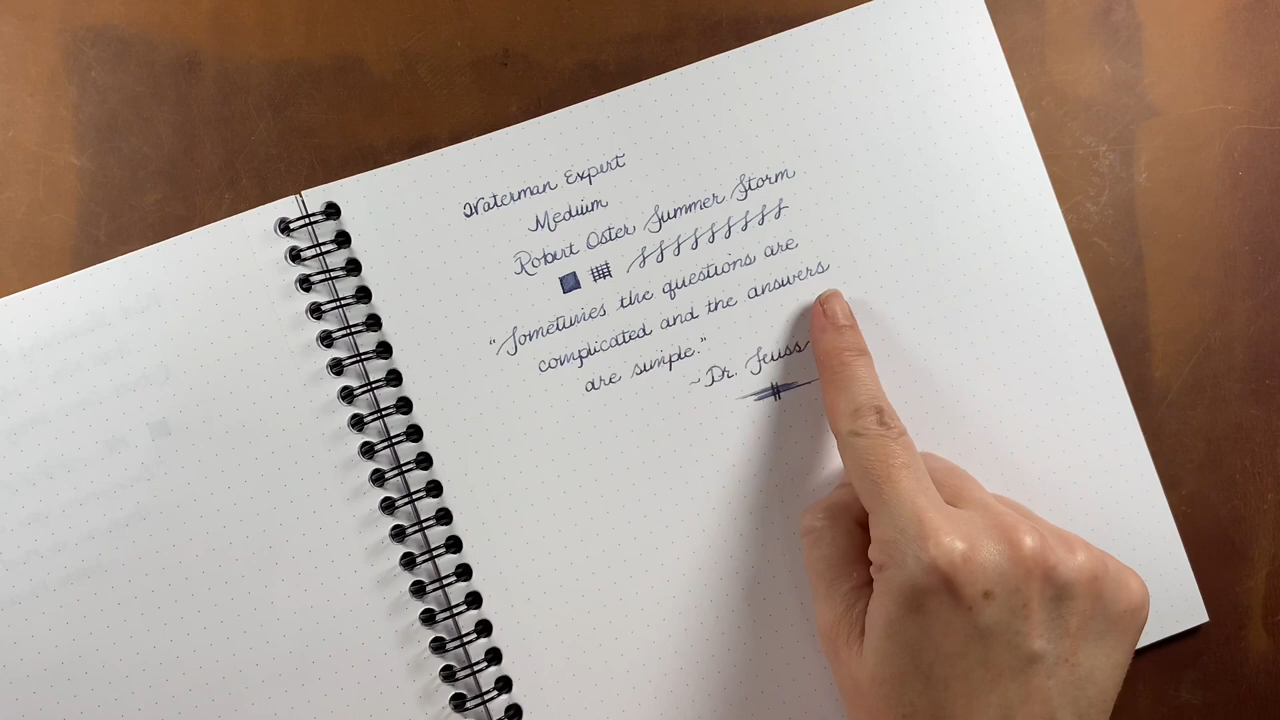 Waterman Expert
Medium
Robert Oster Summer Storm
"Sometimes the questions are
complicated and the answers
are simple."
~Dr. Seuss